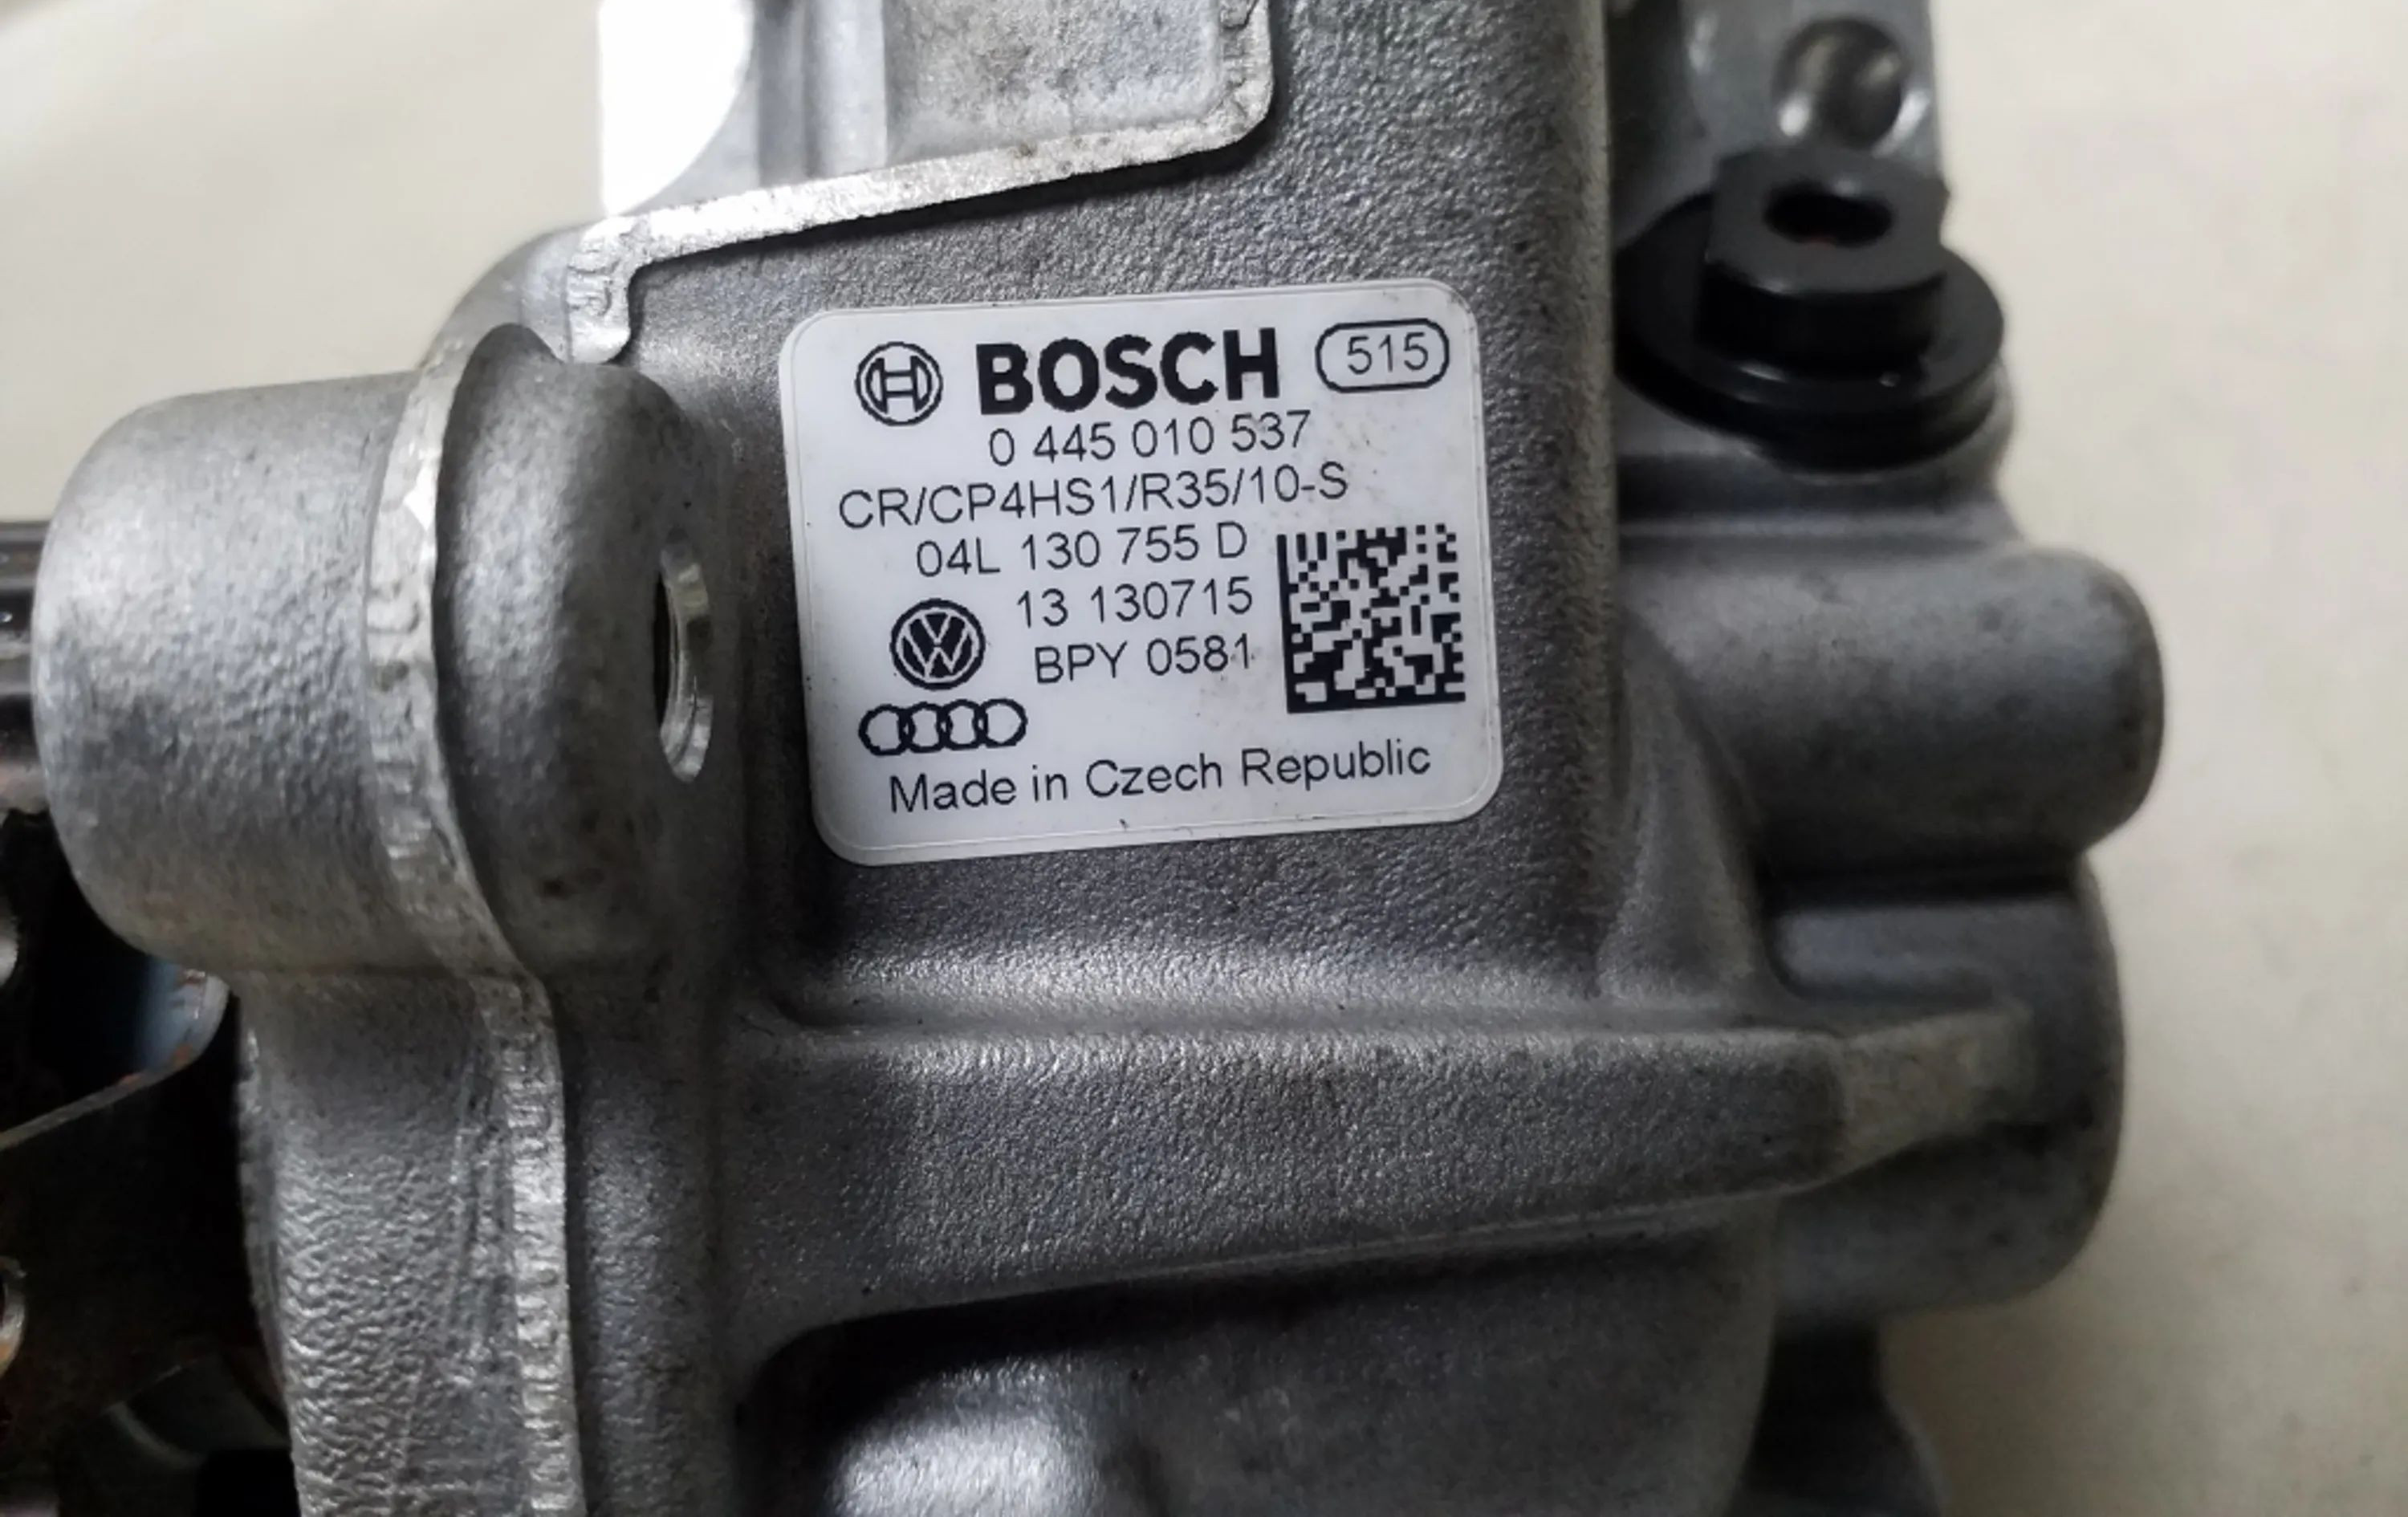 BOSCH 515
0 445 010 537
CR/CP4HS1/R35/10-S
04L 130 755 D
13 130715
BPY 0581
Made in Czech Republic